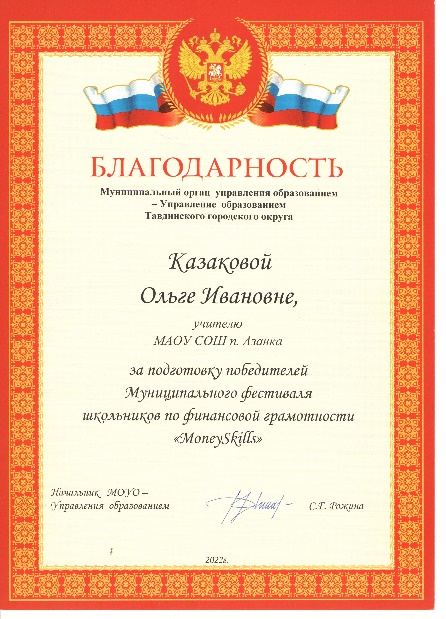 БЛАГОДАРНОСТЬ
Муниципальный орган управления образованием
– Управление образованием
Тавдинского городского округа
Казаковой
Ольге Ивановне,
учителю
МАОУ СОШ п. Азанка
за подготовку победителей
Муниципального фестиваля
школьников по финансовой грамотности
«MoneySkills»
Начальник МОУО –
Управления образованием
С.Г. Рожина
2022г.